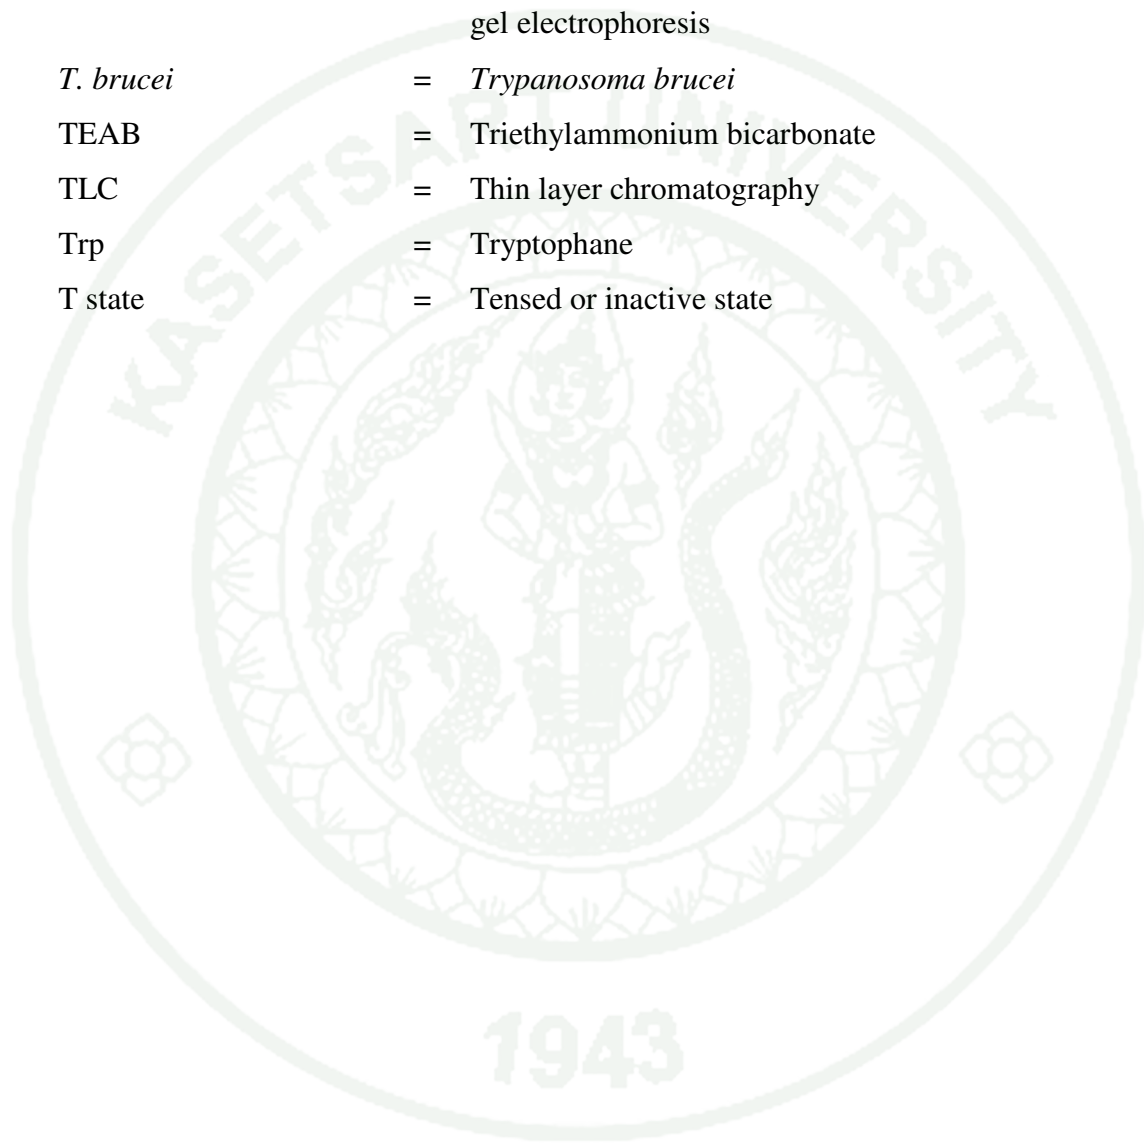 gel electrophoresis
T. brucei = Trypanosoma brucei
TEAB = Triethylammonium bicarbonate
TLC = Thin layer chromatography
Trp = Tryptophane
T state = Tensed or inactive state
KASETSART UNIVERSITY
1943